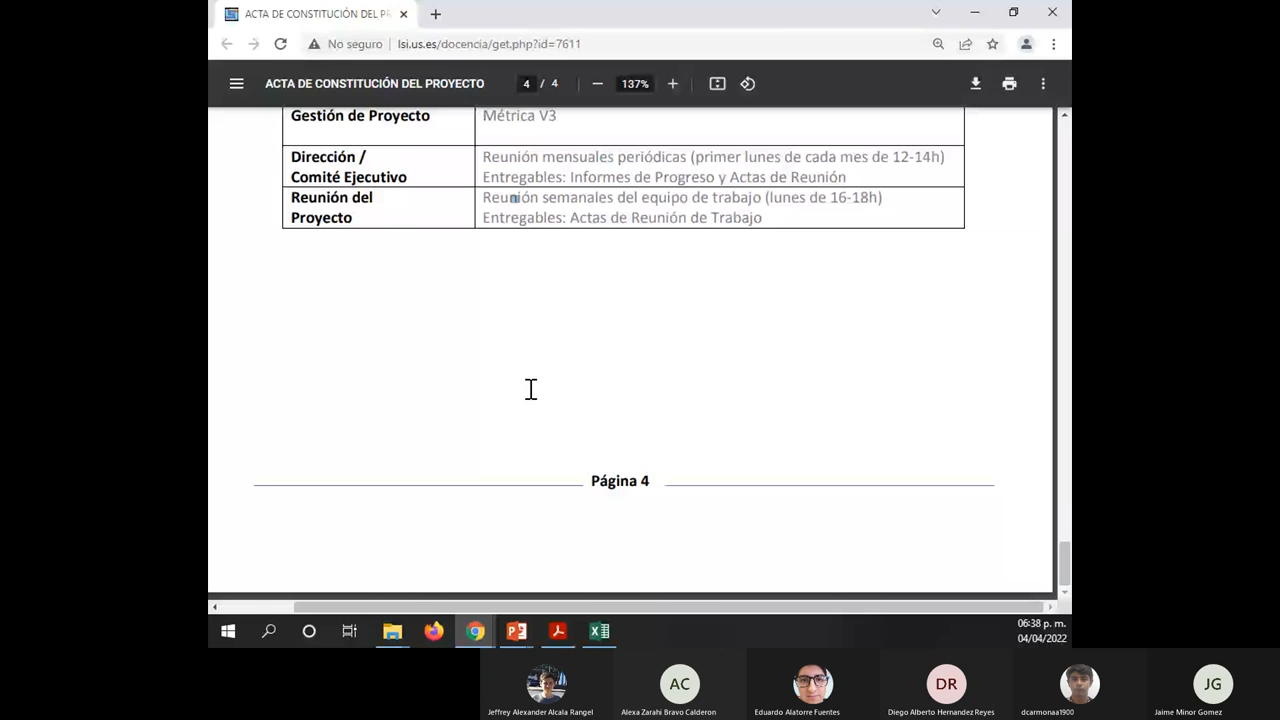 ACTA DE CONSTITUCIÓN DEL PR
No seguro
lsi.us.es/docencia/get.php?id=7611
ACTA DE CONSTITUCIÓN DEL PROYECTO
4 / 4
137%
Gestión de Proyecto
Métrica V3
Dirección /
Comité Ejecutivo
Reunión mensuales periódicas (primer lunes de cada mes de 12-14h)
Entregables: Informes de Progreso y Actas de Reunión
Reunión del
Proyecto
Reunión semanales del equipo de trabajo (lunes de 16-18h)
Entregables: Actas de Reunión de Trabajo
Página 4
06:38 p. m.
04/04/2022
AC
DR
JG
Jeffrey Alexander Alcala Rangel
Alexa Zarahi Bravo Calderon
Eduardo Alatorre Fuentes
Diego Alberto Hernandez Reyes
dcarmonaa1900
Jaime Minor Gomez